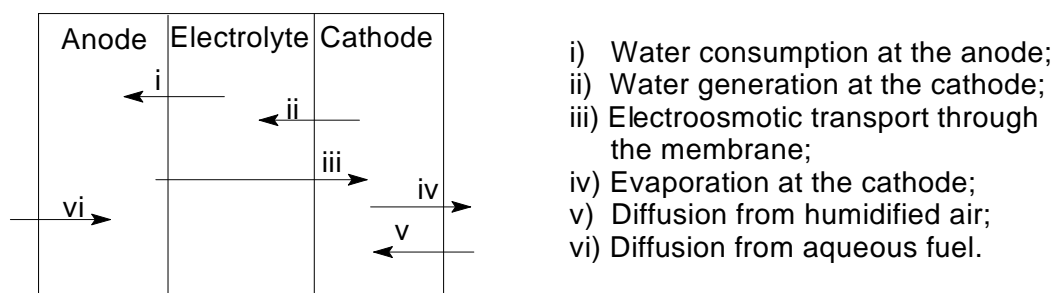 Anode Electrolyte Cathode
i
ii
iii
iv
vi
v
i) Water consumption at the anode;
ii) Water generation at the cathode;
iii) Electroosmotic transport through
the membrane;
iv) Evaporation at the cathode;
v) Diffusion from humidified air;
vi) Diffusion from aqueous fuel.